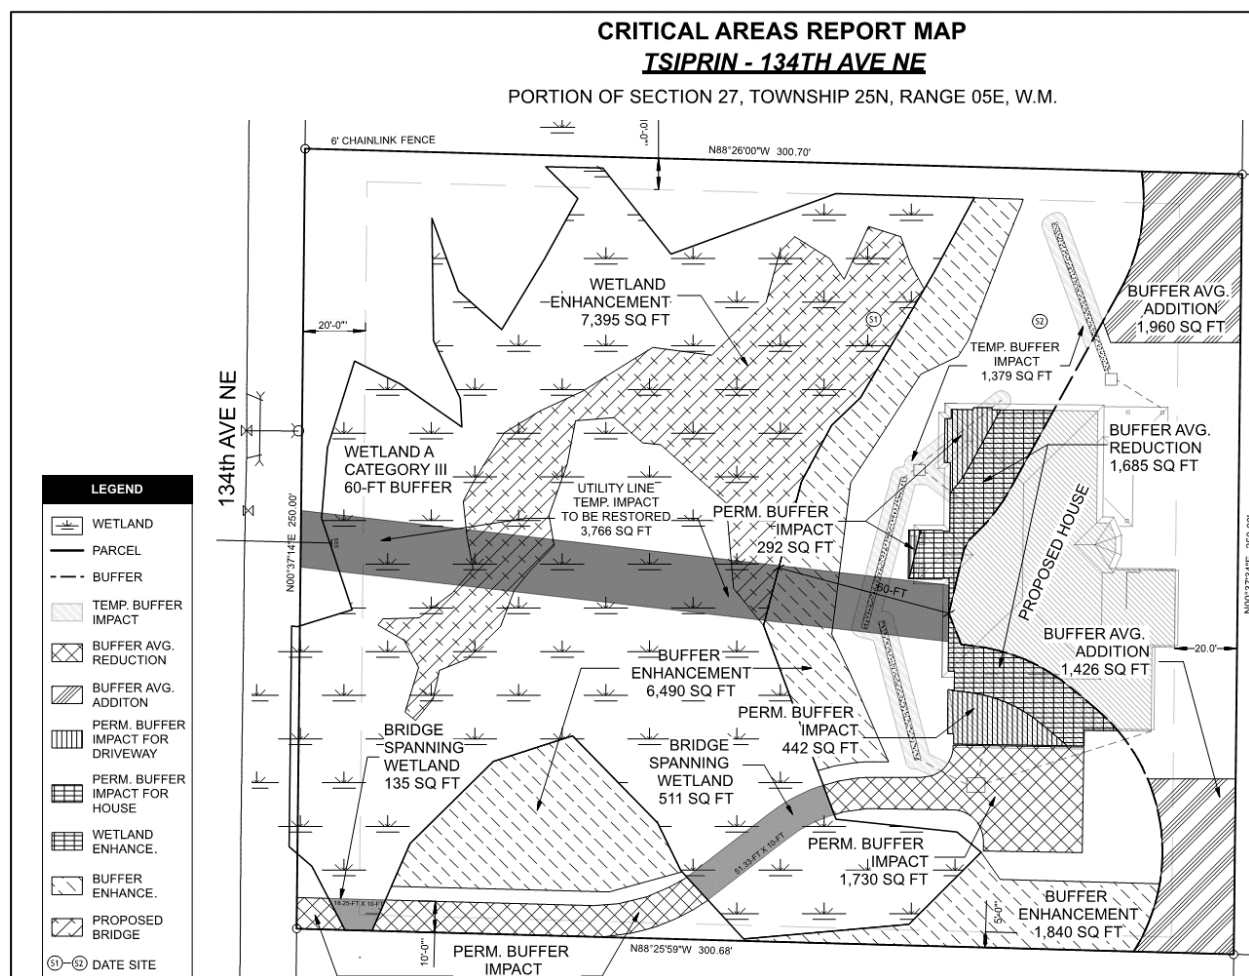 CRITICAL AREAS REPORT MAP
TSIPRIN - 134TH AVE NE
PORTION OF SECTION 27, TOWNSHIP 25N, RANGE 05E, W.M.
6' CHAINLINK FENCE
N88°26'00"W 300.70'
WETLAND
ENHANCEMENT
7,395 SQ FT
S1
S2
BUFFER AVG.
ADDITION
1,960 SQ FT
20'-0"
TEMP. BUFFER
IMPACT
1,379 SQ FT
134th AVE NE
WETLAND A
CATEGORY III
60-FT BUFFER
BUFFER AVG.
REDUCTION
1,685 SQ FT
UTILITY LINE
TEMP. IMPACT
TO BE RESTORED
3,766 SQ FT
PERM. BUFFER
IMPACT
292 SQ FT
N00°37'14"E 250.00'
60-FT
PROPOSED HOUSE
BUFFER AVG.
ADDITION
1,426 SQ FT
20.0'
BUFFER
ENHANCEMENT
6,490 SQ FT
PERM. BUFFER
IMPACT
442 SQ FT
BRIDGE
SPANNING
WETLAND
135 SQ FT
BRIDGE
SPANNING
WETLAND
511 SQ FT
51.33-FT X 10-FT
PERM. BUFFER
IMPACT
1,730 SQ FT
BUFFER
ENHANCEMENT
1,840 SQ FT
5'-0"
10'-0"
N88°25'59"W 300.68'
PERM. BUFFER
IMPACT
LEGEND
WETLAND
PARCEL
BUFFER
TEMP. BUFFER
IMPACT
BUFFER AVG.
REDUCTION
BUFFER AVG.
ADDITON
PERM. BUFFER
IMPACT FOR
DRIVEWAY
PERM. BUFFER
IMPACT FOR
HOUSE
WETLAND
ENHANCE.
BUFFER
ENHANCE.
PROPOSED
BRIDGE
S1 S2 DATE SITE